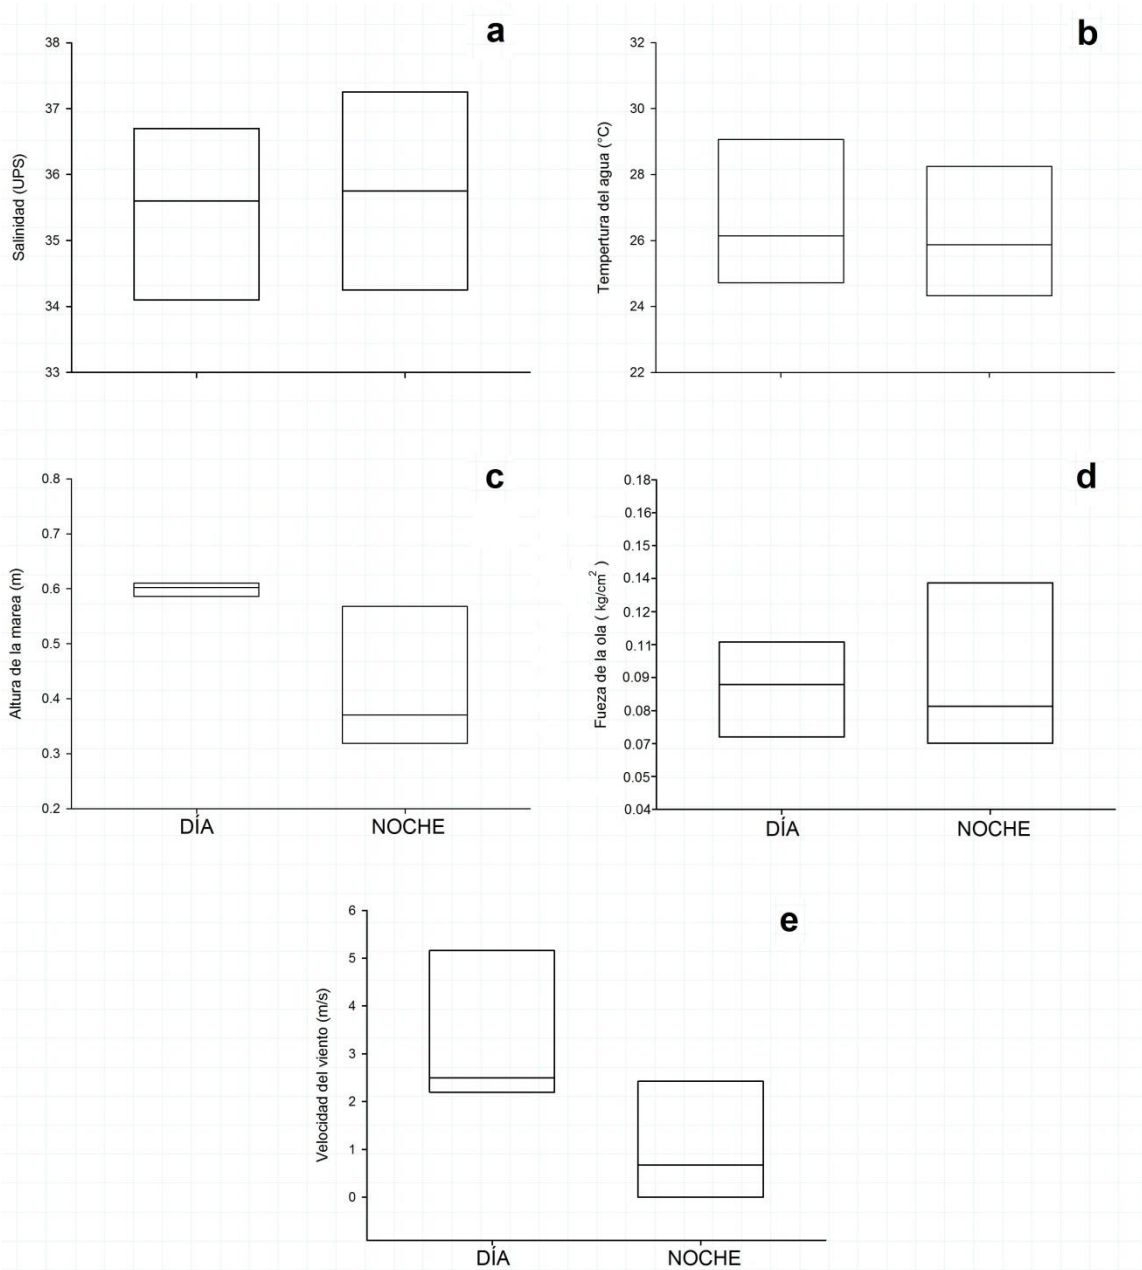 a
38
37
36
35
34
33
Salinidad (UPS)
b
32
30
28
26
24
22
Tempertura del agua (°C)
c
0.8
0.7
0.6
0.5
0.4
0.3
0.2
Altura de la marea (m)
DÍA NOCHE
d
0.18
0.16
0.15
0.14
0.12
0.11
0.09
0.08
0.07
0.05
0.04
Fueza de la ola ( kg/cm²)
DÍA NOCHE
e
6
5
4
3
2
1
0
Velocidad del viento (m/s)
DÍA NOCHE